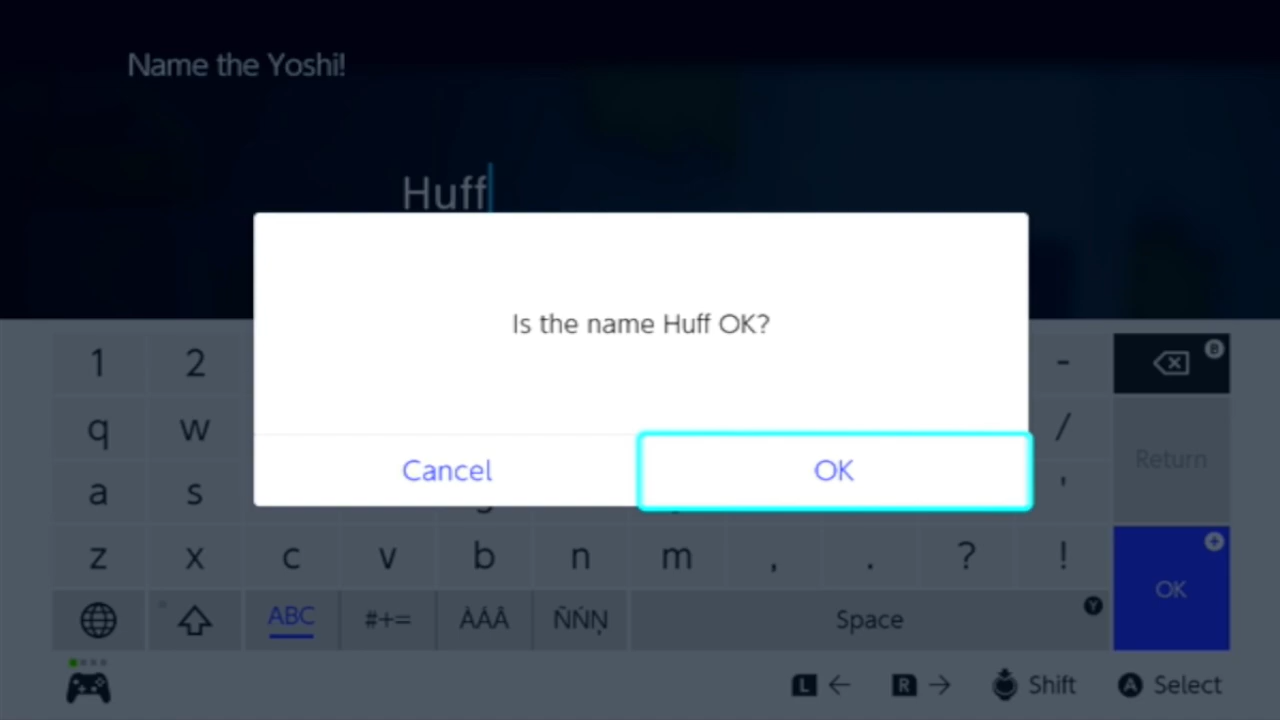 Name the Yoshi!
Huff
Is the name Huff OK?
Cancel OK
1 2 - B
q w /
Return
a s '
z x c v b n m , . ? ! +
OK
ABC #+= ÀÁÂ ÑŃŅ Space Y
L ← R → Shift A Select